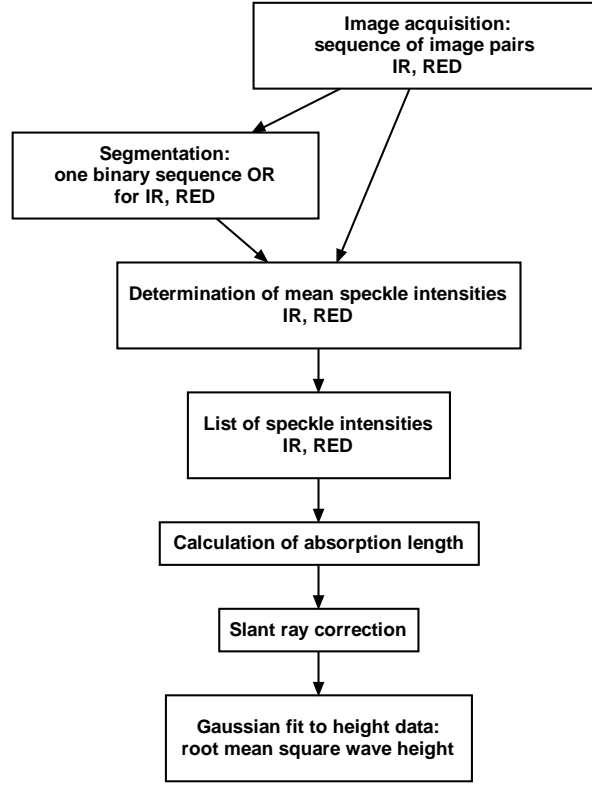 Image acquisition:
sequence of image pairs
IR, RED
Segmentation:
one binary sequence OR
for IR, RED
Determination of mean speckle intensities
IR, RED
List of speckle intensities
IR, RED
Calculation of absorption length
Slant ray correction
Gaussian fit to height data:
root mean square wave height